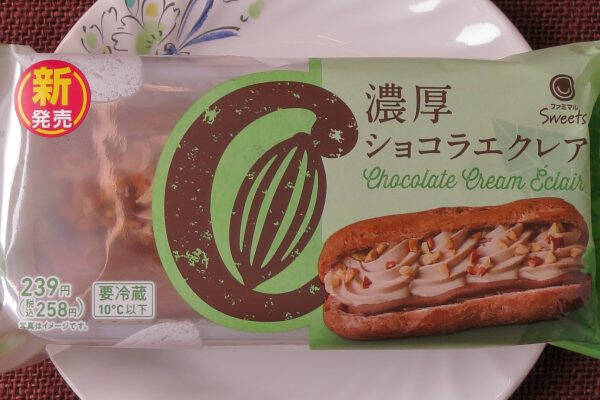 新
発売
濃厚
ショコラエクレア
Chocolate Cream Éclair
ファミマル
Sweets
239円
(税込258円)
写真はイメージです。
要冷蔵
10℃以下